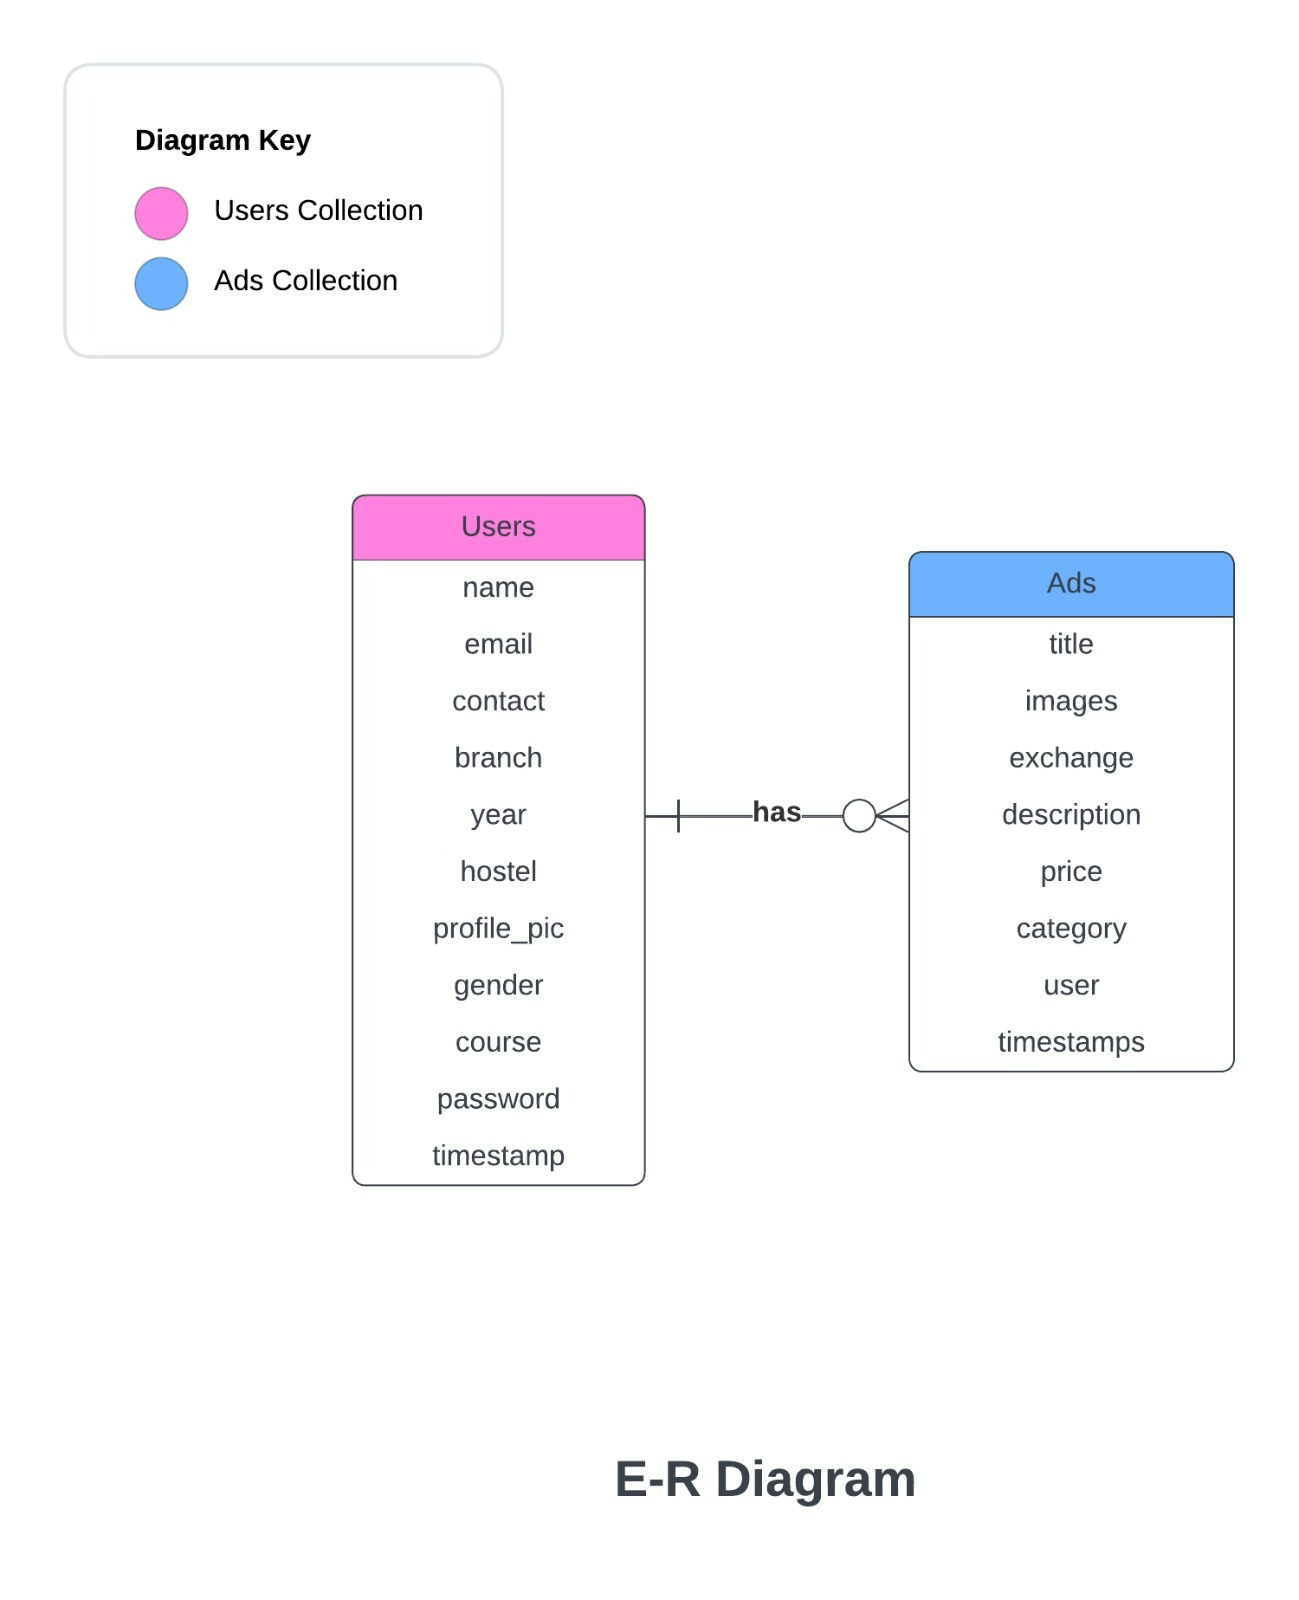 Diagram Key
Users Collection
Ads Collection
Users
name
email
contact
branch
year
hostel
profile_pic
gender
course
password
timestamp
has
Ads
title
images
exchange
description
price
category
user
timestamps
E-R Diagram